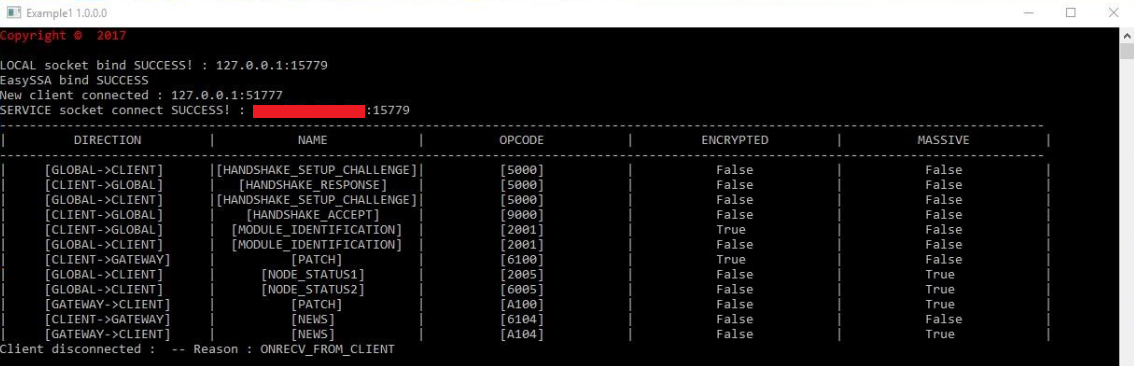 Example1 1.0.0.0
Copyright © 2017
LOCAL socket bind SUCCESS! : 127.0.0.1:15779
EasySSA bind SUCCESS
New client connected : 127.0.0.1:51777
SERVICE socket connect SUCCESS! : :15779
| DIRECTION | NAME | OPCODE | ENCRYPTED | MASSIVE |
| [GLOBAL->CLIENT] |[HANDSHAKE_SETUP_CHALLENGE]| [5000] | False | False |
| [CLIENT->GLOBAL] | [HANDSHAKE_RESPONSE] | [5000] | False | False |
| [GLOBAL->CLIENT] |[HANDSHAKE_SETUP_CHALLENGE]| [5000] | False | False |
| [CLIENT->GLOBAL] | [HANDSHAKE_ACCEPT] | [9000] | False | False |
| [CLIENT->GLOBAL] | [MODULE_IDENTIFICATION] | [2001] | True | False |
| [GLOBAL->CLIENT] | [MODULE_IDENTIFICATION] | [2001] | False | False |
| [CLIENT->GATEWAY] | [PATCH] | [6100] | True | False |
| [GLOBAL->CLIENT] | [NODE_STATUS1] | [2005] | False | True |
| [GLOBAL->CLIENT] | [NODE_STATUS2] | [6005] | False | True |
| [GATEWAY->CLIENT] | [PATCH] | [A100] | False | True |
| [CLIENT->GATEWAY] | [NEWS] | [6104] | False | False |
| [GATEWAY->CLIENT] | [NEWS] | [A104] | False | True |
Client disconnected : -- Reason : ONRECV_FROM_CLIENT